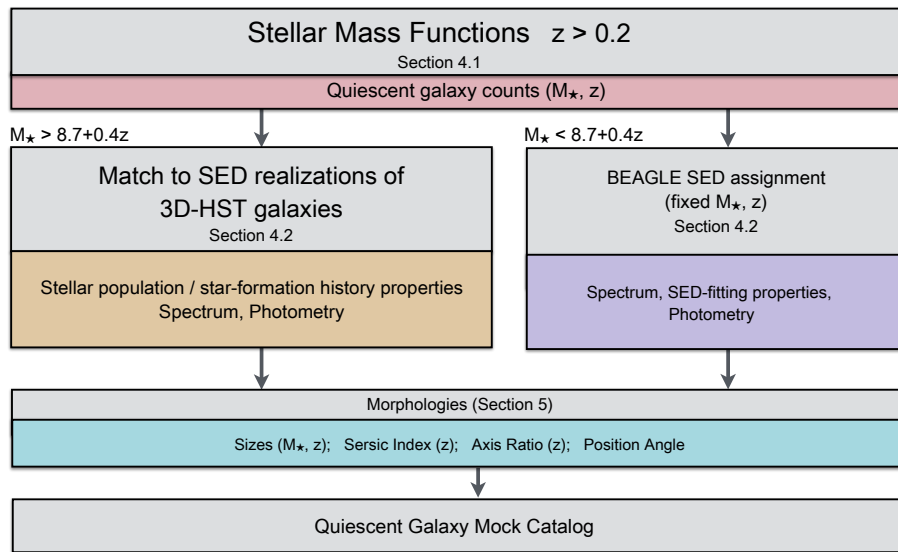 Stellar Mass Functions z > 0.2
Section 4.1
Quiescent galaxy counts (M★, z)
M★ > 8.7+0.4z
Match to SED realizations of
3D-HST galaxies
Section 4.2
Stellar population / star-formation history properties
Spectrum, Photometry
M★ < 8.7+0.4z
BEAGLE SED assignment
(fixed M★, z)
Section 4.2
Spectrum, SED-fitting properties,
Photometry
Morphologies (Section 5)
Sizes (M★, z); Sersic Index (z); Axis Ratio (z); Position Angle
Quiescent Galaxy Mock Catalog